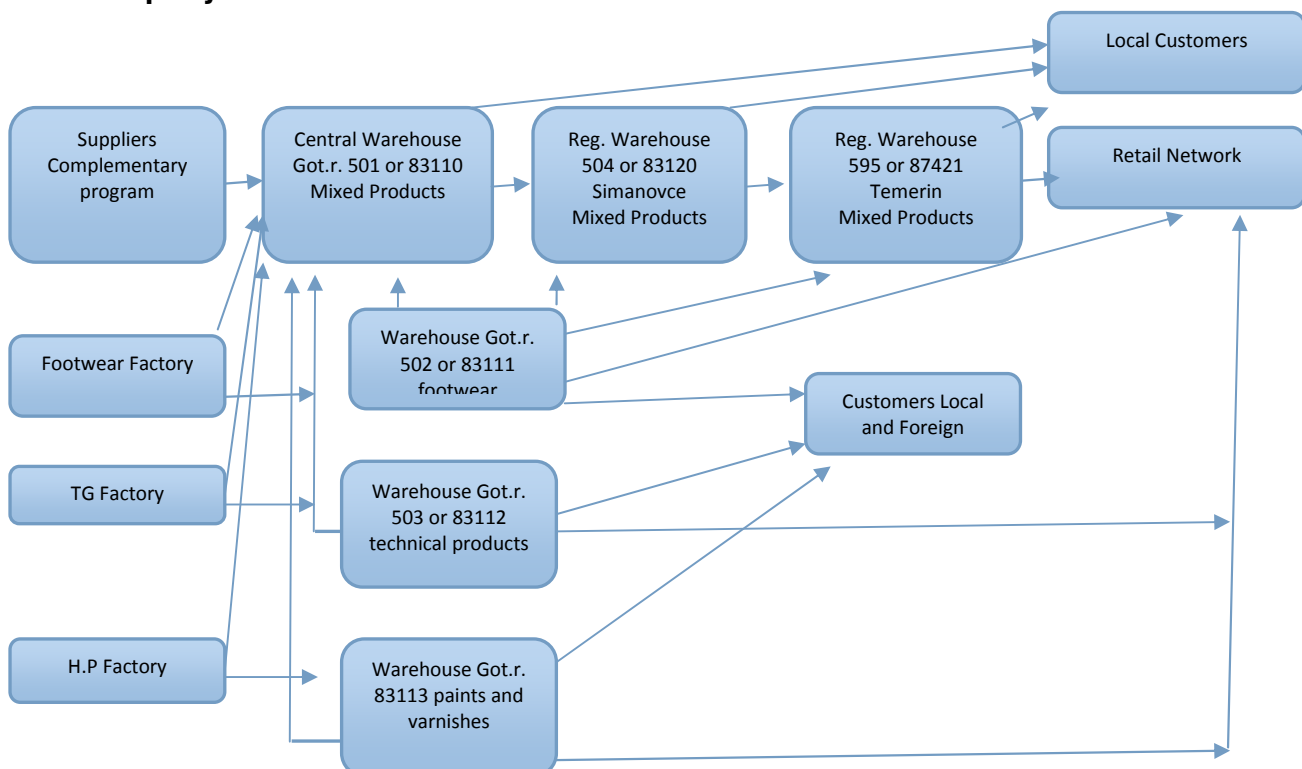 Local Customers
Suppliers
Complementary
program
Central Warehouse
Got.r. 501 or 83110
Mixed Products
Reg. Warehouse
504 or 83120
Simanovce
Mixed Products
Reg. Warehouse
595 or 87421
Temerin
Mixed Products
Retail Network
Footwear Factory
Warehouse Got.r.
502 or 83111
footwear
Customers Local
and Foreign
TG Factory
Warehouse Got.r.
503 or 83112
technical products
H.P Factory
Warehouse Got.r.
83113 paints and
varnishes